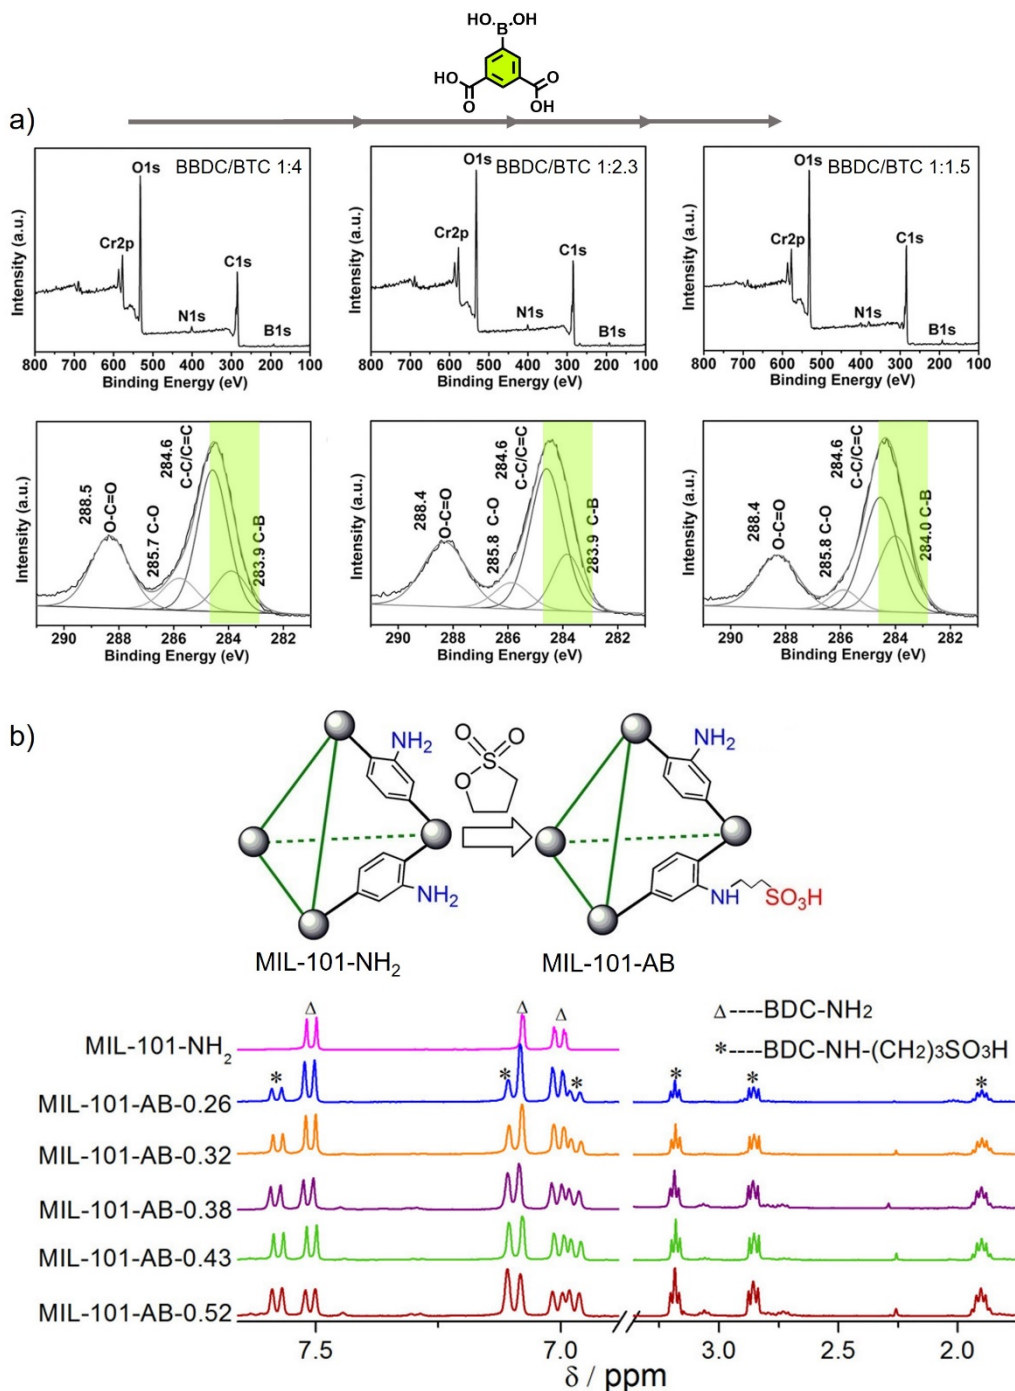 HO. .OH
B
HO
O
O
OH
a)
BBDC/BTC 1:4
O1s
Cr2p
C1s
N1s
B1s
Intensity (a.u.)
800 700 600 500 400 300 200 100
Binding Energy (eV)
BBDC/BTC 1:2.3
O1s
Cr2p
C1s
N1s
B1s
Intensity (a.u.)
800 700 600 500 400 300 200 100
Binding Energy (eV)
BBDC/BTC 1:1.5
O1s
Cr2p
C1s
N1s
B1s
Intensity (a.u.)
800 700 600 500 400 300 200 100
Binding Energy (eV)
288.5
O-C=O
285.7 C-O
284.6
C-C/C=C
283.9 C-B
Intensity (a.u.)
290 288 286 284 282
Binding Energy (eV)
288.4
O-C=O
285.8 C-O
284.6
C-C/C=C
283.9 C-B
Intensity (a.u.)
290 288 286 284 282
Binding Energy (eV)
288.4
O-C=O
285.8 C-O
284.6
C-C/C=C
284.0 C-B
Intensity (a.u.)
290 288 286 284 282
Binding Energy (eV)
b)
NH2
NH2
O O
S
O
NH2
NH
SO3H
MIL-101-NH2
MIL-101-AB
Δ Δ Δ
Δ----BDC-NH2
*----BDC-NH-(CH2)3SO3H
MIL-101-NH2
* * * * * *
MIL-101-AB-0.26
MIL-101-AB-0.32
MIL-101-AB-0.38
MIL-101-AB-0.43
MIL-101-AB-0.52
7.5 7.0 3.0 2.5 2.0
δ / ppm